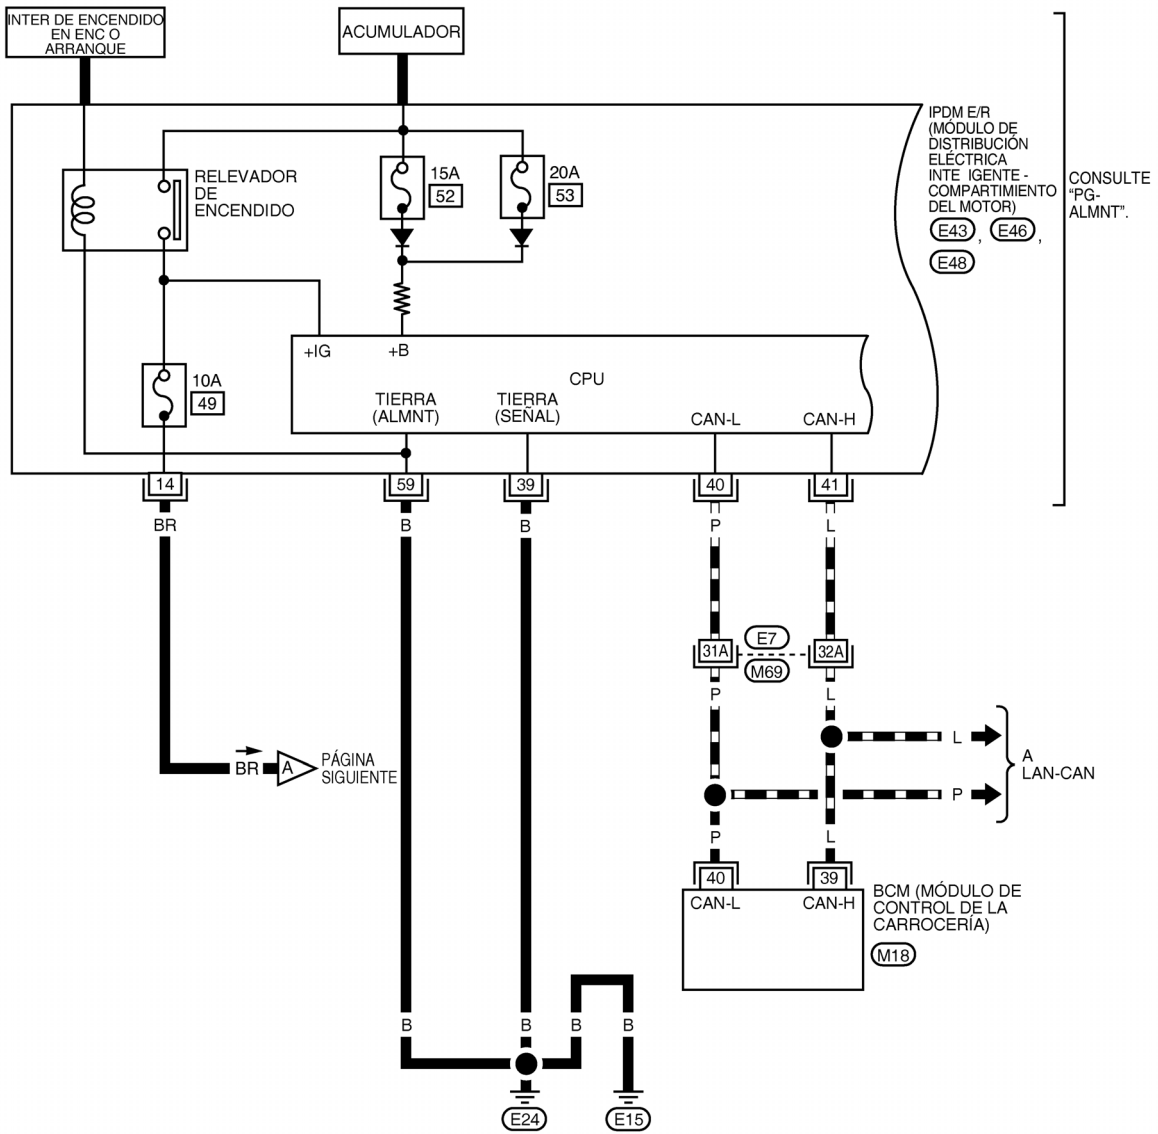 INTER DE ENCENDIDO
EN ENC O
ARRANQUE
ACUMULADOR
IPDM E/R
(MÓDULO DE
DISTRIBUCIÓN
ELÉCTRICA
INTE IGENTE -
COMPARTIMIENTO
DEL MOTOR)
E43 , E46 ,
E48
CONSULTE
“PG-
ALMNT”.
RELEVADOR
DE
ENCENDIDO
15A
52
20A
53
10A
49
+IG
+B
CPU
TIERRA
(ALMNT)
TIERRA
(SEÑAL)
CAN-L
CAN-H
14
59
39
40
41
BR
B
B
P
L
31A
E7
M69
32A
P
L
L
A
LAN-CAN
P
BR
A
PÁGINA
SIGUIENTE
P
L
40
39
CAN-L
CAN-H
BCM (MÓDULO DE
CONTROL DE LA
CARROCERÍA)
M18
B
B
B
B
E24
E15